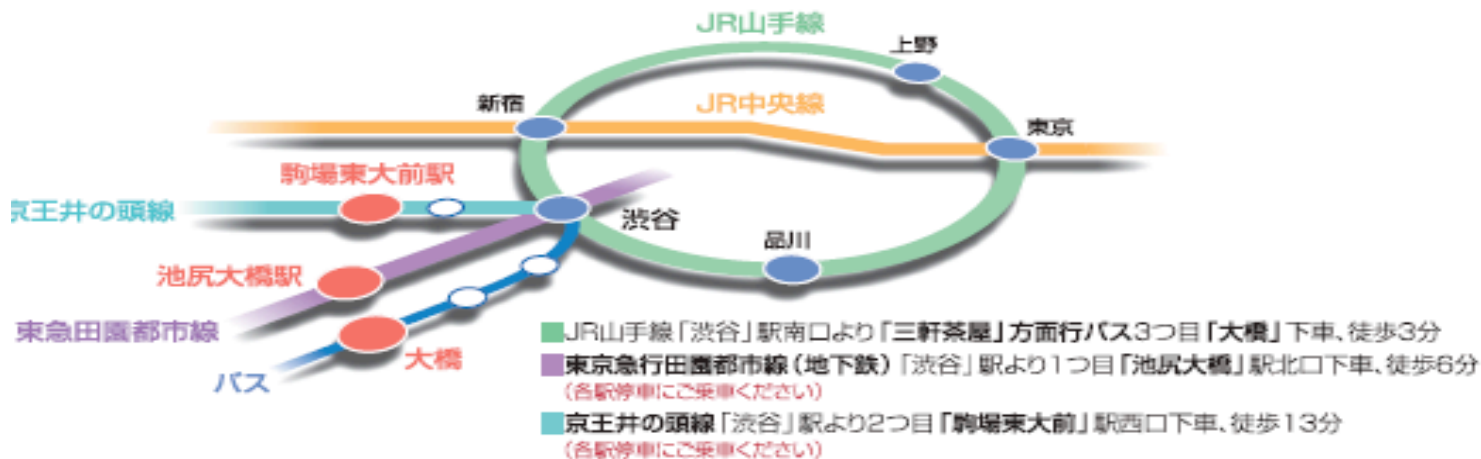 JR山手線
上野
新宿
JR中央線
東京
駒場東大前駅
京王井の頭線
渋谷
品川
池尻大橋駅
東急田園都市線
大橋
バス
JR山手線「渋谷」駅南口より「三軒茶屋」方面行バス3つ目「大橋」下車、徒歩3分
東京急行田園都市線(地下鉄)「渋谷」駅より1つ目「池尻大橋」駅北口下車、徒歩6分
(各駅停車にご乗車ください)
京王井の頭線「渋谷」駅より2つ目「駒場東大前」駅西口下車、徒歩13分
(各駅停車にご乗車ください)